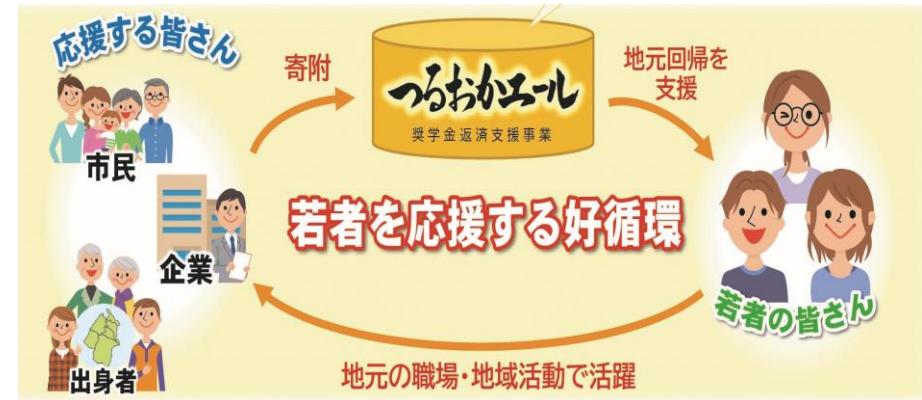 応援する皆さん
市民
企業
出身者
寄附
つるおかエール
奨学金返済支援事業
地元回帰を
支援
若者を応援する好循環
若者の皆さん
地元の職場・地域活動で活躍